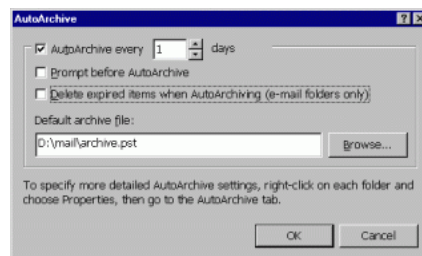 AutoArchive
AutoArchive every 1 days
Prompt before AutoArchive
Delete expired items when AutoArchiving (e-mail folders only)
Default archive file:
D:\mail\archive.pst
Browse...
To specify more detailed AutoArchive settings, right-click on each folder and
choose Properties, then go to the AutoArchive tab.
OK Cancel